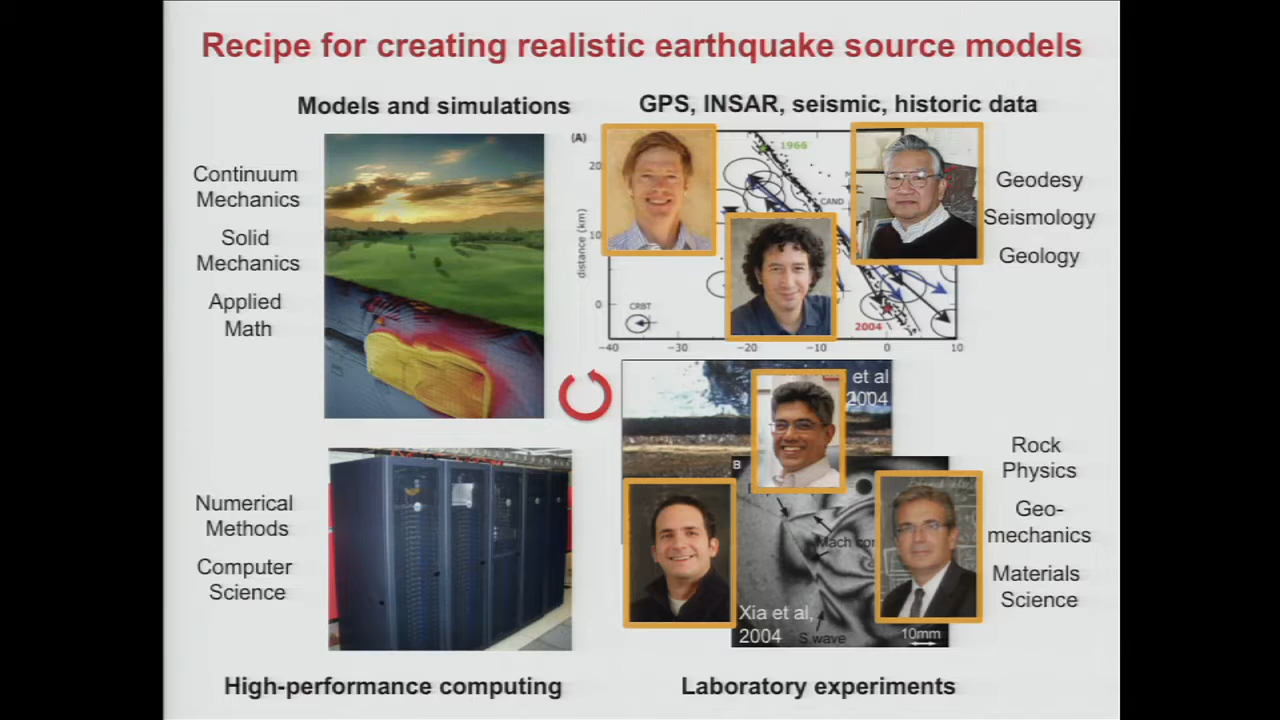 Recipe for creating realistic earthquake source models
Models and simulations
GPS, INSAR, seismic, historic data
Continuum
Mechanics
Solid
Mechanics
Applied
Math
(A)
20
10
0
distance (km)
1966
CAND
CRBT
2004
-40
-30
-20
-10
0
10
Geodesy
Seismology
Geology
et al
2004
B
Mach
S wave
10mm
Xia et al,
2004
Rock
Physics
Geo-
mechanics
Materials
Science
Numerical
Methods
Computer
Science
High-performance computing
Laboratory experiments